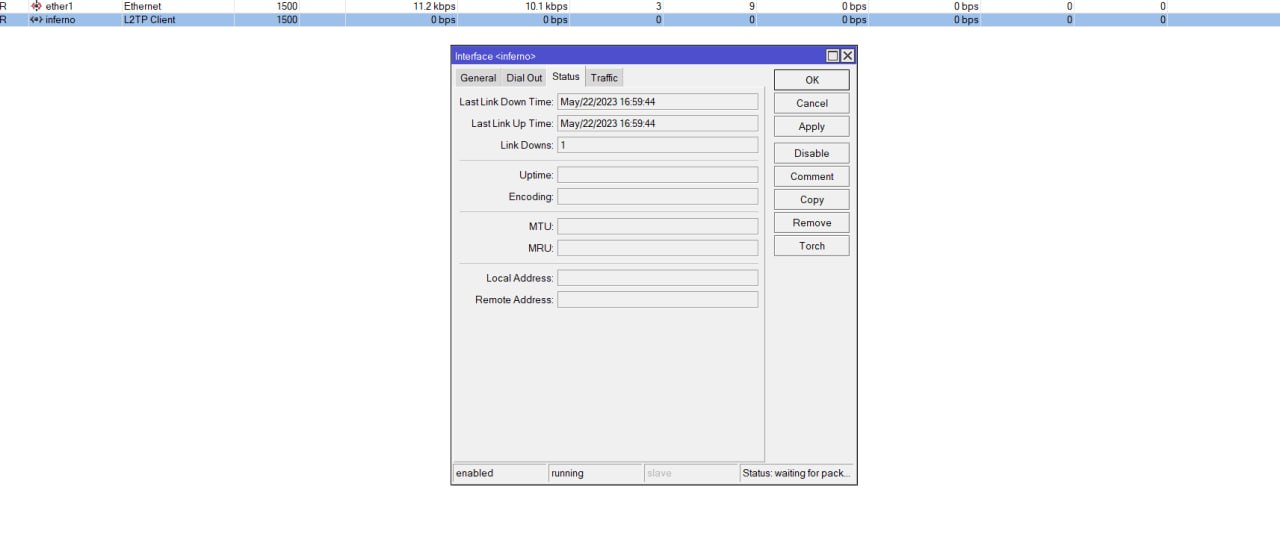 R ether1 Ethernet 1500 11.2 kbps 10.1 kbps 3 9 0 bps 0 bps 0 0
R inferno L2TP Client 1500 0 bps 0 bps 0 0 0 bps 0 bps 0 0
Interface <inferno>
General Dial Out Status Traffic
Last Link Down Time: May/22/2023 16:59:44
Last Link Up Time: May/22/2023 16:59:44
Link Downs: 1
Uptime:
Encoding:
MTU:
MRU:
Local Address:
Remote Address:
OK
Cancel
Apply
Disable
Comment
Copy
Remove
Torch
enabled running slave Status: waiting for pack...